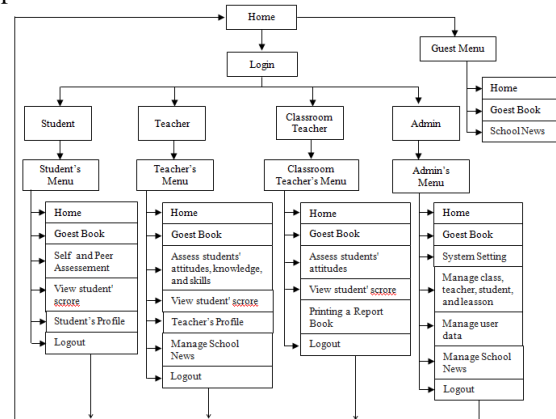 Home
Guest Menu
Login
Home
Goest Book
School News
Student
Teacher
Classroom
Teacher
Admin
Student's
Menu
Teacher's
Menu
Classroom
Teacher's Menu
Admin's
Menu
Home
Goest Book
Self and Peer
Assessment
View student'
scrore
Student's Profile
Logout
Home
Goest Book
Assess students'
attitudes, knowledge,
and skills
View student' scrore
Teacher's Profile
Manage School
News
Logout
Home
Goest Book
Assess students'
attitudes
View student' scrore
Printing a Report
Book
Logout
Home
Goest Book
System Setting
Manage class,
teacher, student,
and leasson
Manage user
data
Manage School
News
Logout